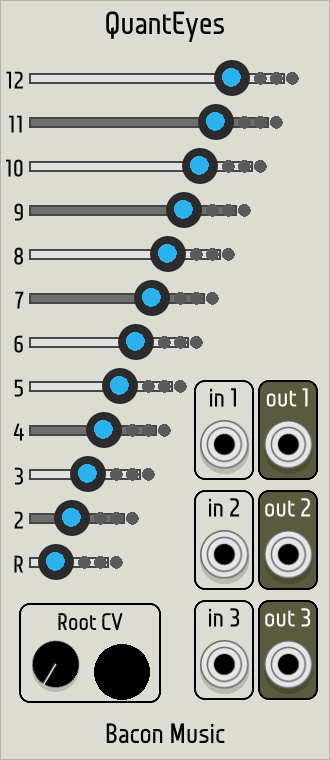 QuantEyes
12
11
10
9
8
7
6
5
4
3
2
R
in 1 out 1
in 2 out 2
in 3 out 3
Root CV
Bacon Music